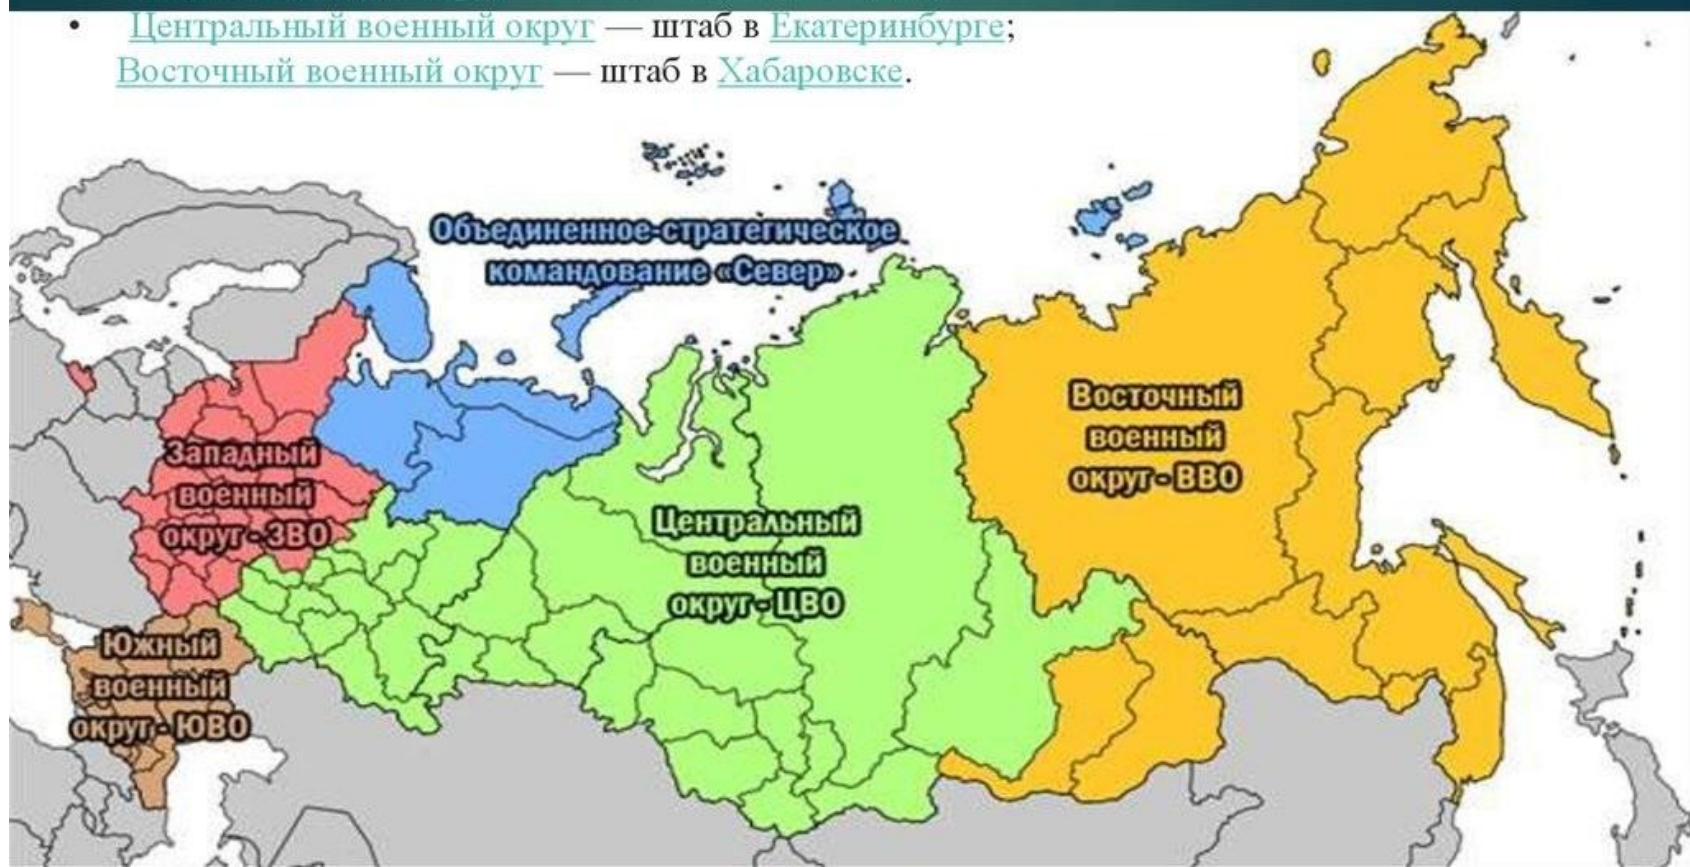 • Центральный военный округ — штаб в Екатеринбурге;
Восточный военный округ — штаб в Хабаровске.
Объединенное-стратегическое
командование «Север»
Западный
военный
округ - ЗВО
Южный
военный
округ - ЮВО
Центральный
военный
округ - ЦВО
Восточный
военный
округ - ВВО